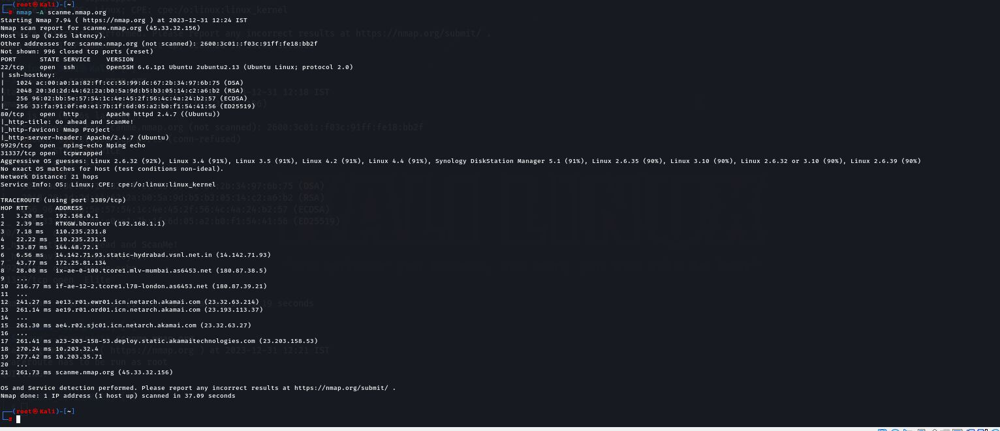 (root㉿Kali)-[~]
# nmap -A scanme.nmap.org
Starting Nmap 7.94 ( https://nmap.org ) at 2023-12-31 12:24 IST
Nmap scan report for scanme.nmap.org (45.33.32.156)
Host is up (0.26s latency).
Other addresses for scanme.nmap.org (not scanned): 2600:3c01::f03c:91ff:fe18:bb2f
Not shown: 996 closed tcp ports (reset)
PORT      STATE SERVICE    VERSION
22/tcp    open  ssh        OpenSSH 6.6.1p1 Ubuntu 2ubuntu2.13 (Ubuntu Linux; protocol 2.0)
| ssh-hostkey:
|   1024 ac:00:a0:1a:82:ff:cc:55:99:dc:67:2b:34:97:6b:75 (DSA)
|   2048 20:3d:2d:44:62:2a:b0:5a:9d:b5:b3:05:14:c2:a6:b2 (RSA)
|   256 96:02:bb:5e:57:54:1c:4e:45:2f:56:4c:4a:24:b2:57 (ECDSA)
|_  256 33:fa:91:0f:e0:e1:7b:1f:6d:05:a2:b0:f1:54:41:56 (ED25519)
80/tcp    open  http       Apache httpd 2.4.7 ((Ubuntu))
|_http-title: Go ahead and ScanMe!
|_http-favicon: Nmap Project
|_http-server-header: Apache/2.4.7 (Ubuntu)
9929/tcp  open  nping-echo Nping echo
31337/tcp open  tcpwrapped
Aggressive OS guesses: Linux 2.6.32 (92%), Linux 3.4 (91%), Linux 3.5 (91%), Linux 4.2 (91%), Linux 4.4 (91%), Synology DiskStation Manager 5.1 (91%), Linux 2.6.35 (90%), Linux 3.10 (90%), Linux 2.6.32 or 3.10 (90%), Linux 2.6.39 (90%)
No exact OS matches for host (test conditions non-ideal).
Network Distance: 21 hops
Service Info: OS: Linux; CPE: cpe:/o:linux:linux_kernel
TRACEROUTE (using port 3389/tcp)
HOP RTT       ADDRESS
1   3.20 ms   192.168.0.1
2   2.39 ms   RTKGW.bbrouter (192.168.1.1)
3   7.18 ms   110.235.231.8
4   22.22 ms  110.235.231.1
5   33.87 ms  144.48.72.1
6   6.56 ms   14.142.71.93.static-hydrabad.vsnl.net.in (14.142.71.93)
7   43.77 ms  172.25.81.134
8   28.08 ms  ix-ae-0-100.tcore1.mlv-mumbai.as6453.net (180.87.38.5)
9   ...
10  216.77 ms if-ae-12-2.tcore1.l78-london.as6453.net (180.87.39.21)
11  ...
12  241.27 ms ae13.r01.ewr01.icn.netarch.akamai.com (23.32.63.214)
13  261.14 ms ae19.r01.ord01.icn.netarch.akamai.com (23.193.113.37)
14  ...
15  261.30 ms ae4.r02.sjc01.icn.netarch.akamai.com (23.32.63.27)
16  ...
17  261.41 ms a23-203-158-53.deploy.static.akamaitechnologies.com (23.203.158.53)
18  270.24 ms 10.203.32.4
19  277.42 ms 10.203.35.71
20  ...
21  261.73 ms scanme.nmap.org (45.33.32.156)
OS and Service detection performed. Please report any incorrect results at https://nmap.org/submit/ .
Nmap done: 1 IP address (1 host up) scanned in 37.09 seconds
(root㉿Kali)-[~]
#